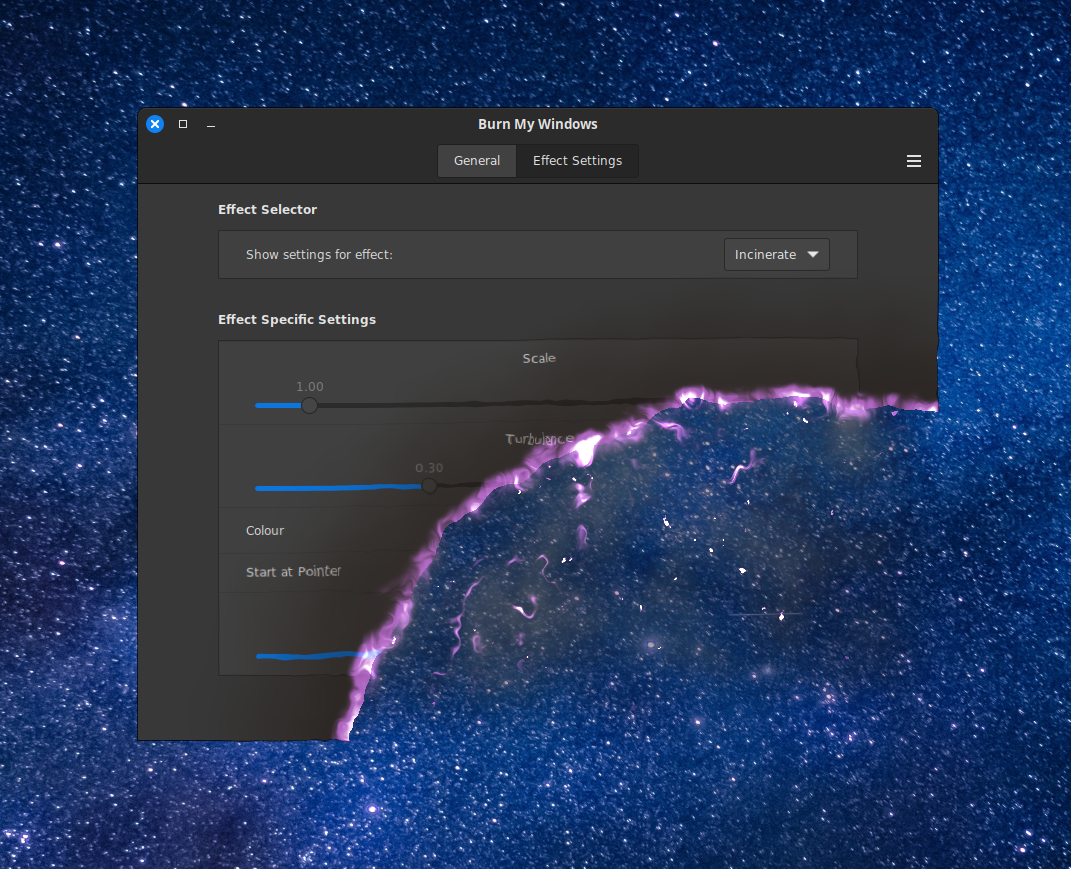 Burn My Windows
General Effect Settings
Effect Selector
Show settings for effect: Incinerate
Effect Specific Settings
Scale
1.00
Turbulence
0.30
Colour
Start at Pointer